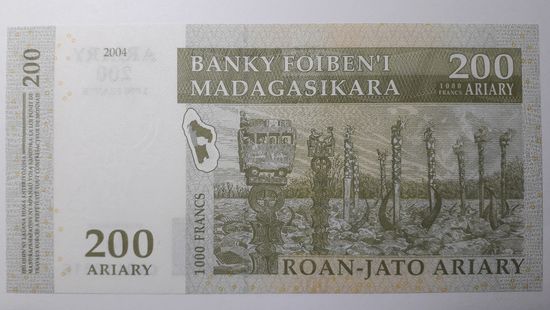 2004
BANKY FOIBEN'I
MADAGASIKARA
200
1000
FRANCS
ARIARY
200
1000 FRANCS
200
ARIARY
ROAN-JATO ARIARY